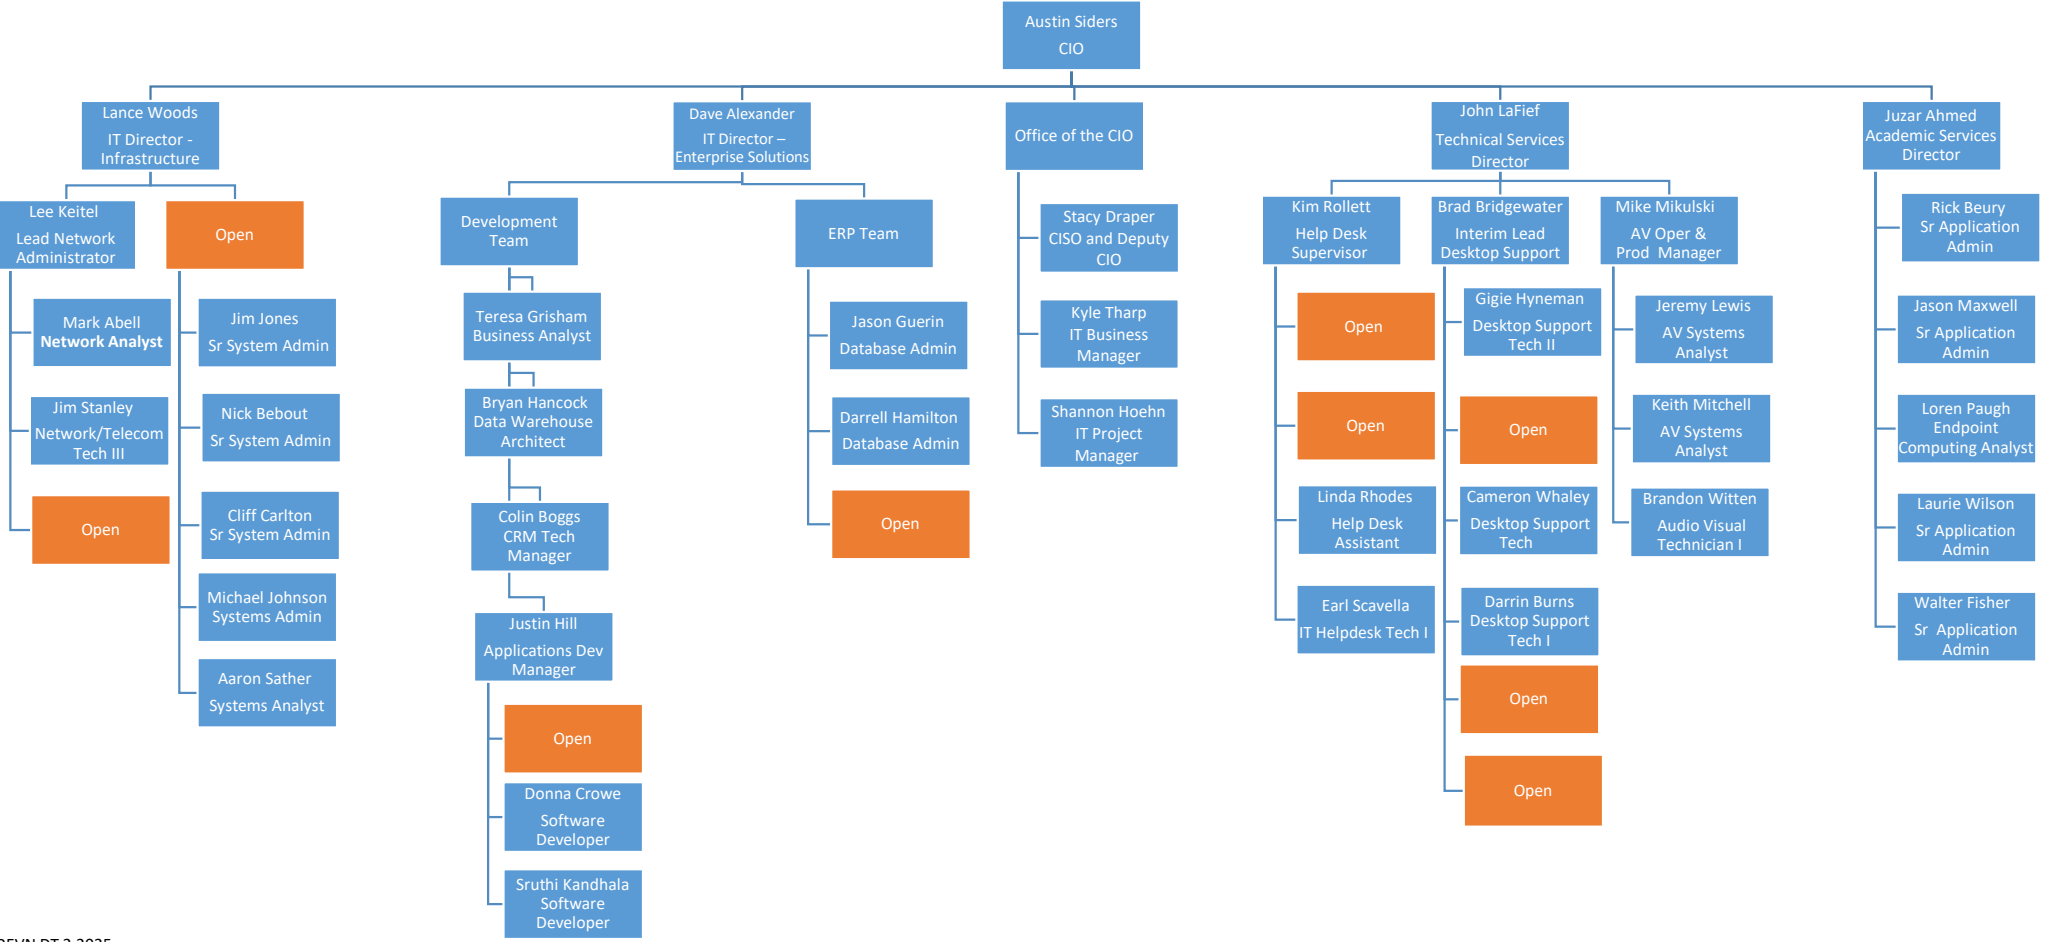 Austin Siders
CIO
Lance Woods
IT Director -
Infrastructure
Dave Alexander
IT Director –
Enterprise Solutions
Office of the CIO
John LaFief
Technical Services
Director
Juzar Ahmed
Academic Services
Director
Lee Keitel
Lead Network
Administrator
Mark Abell
Network Analyst
Jim Stanley
Network/Telecom
Tech III
Open
Open
Jim Jones
Sr System Admin
Nick Bebout
Sr System Admin
Cliff Carlton
Sr System Admin
Michael Johnson
Systems Admin
Aaron Sather
Systems Analyst
Development
Team
Teresa Grisham
Business Analyst
Bryan Hancock
Data Warehouse
Architect
Colin Boggs
CRM Tech
Manager
Justin Hill
Applications Dev
Manager
Open
Donna Crowe
Software
Developer
Sruthi Kandhala
Software
Developer
ERP Team
Jason Guerin
Database Admin
Darrell Hamilton
Database Admin
Open
Stacy Draper
CISO and Deputy
CIO
Kyle Tharp
IT Business
Manager
Shannon Hoehn
IT Project
Manager
Kim Rollett
Help Desk
Supervisor
Open
Open
Linda Rhodes
Help Desk
Assistant
Earl Scavella
IT Helpdesk Tech I
Brad Bridgewater
Interim Lead
Desktop Support
Gigie Hyneman
Desktop Support
Tech II
Open
Cameron Whaley
Desktop Support
Tech
Darrin Burns
Desktop Support
Tech I
Open
Open
Mike Mikulski
AV Oper &
Prod Manager
Jeremy Lewis
AV Systems
Analyst
Keith Mitchell
AV Systems
Analyst
Brandon Witten
Audio Visual
Technician I
Rick Beury
Sr Application
Admin
Jason Maxwell
Sr Application
Admin
Loren Paugh
Endpoint
Computing Analyst
Laurie Wilson
Sr Application
Admin
Walter Fisher
Sr Application
Admin